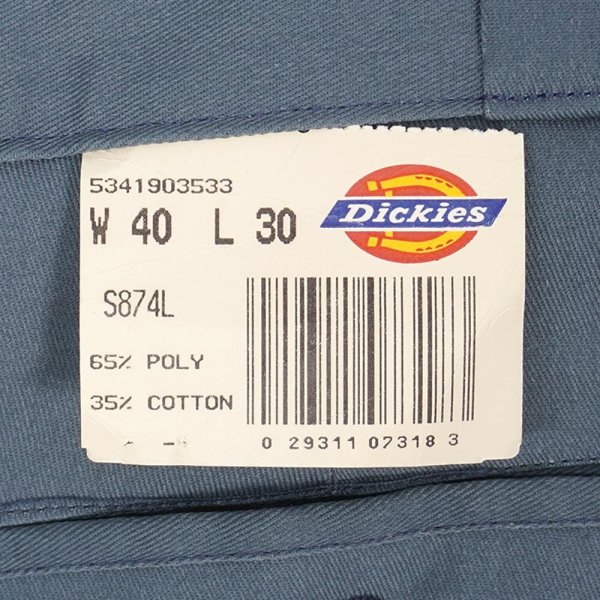 5341903533
W 40 L 30
Dickies
S874L
65% POLY
35% COTTON
0 29311 07318 3